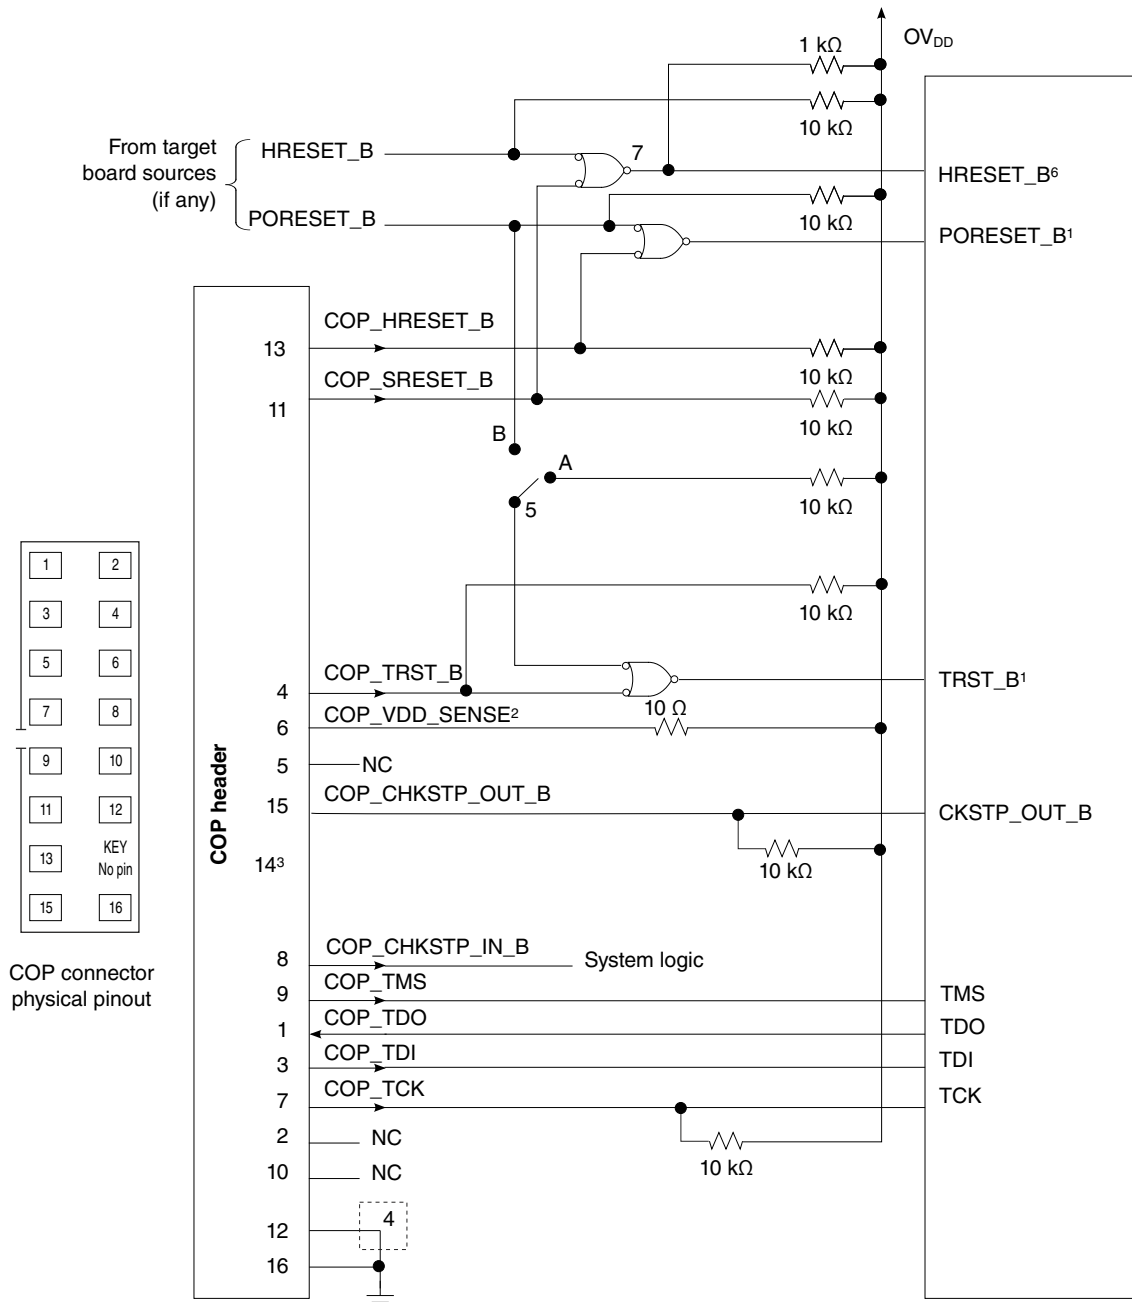 OVDD
1 kΩ
10 kΩ
From target
board sources
(if any)
HRESET_B
7
HRESET_B6
PORESET_B
10 kΩ
PORESET_B1
COP_HRESET_B
13
10 kΩ
COP_SRESET_B
11
10 kΩ
B
A
5
10 kΩ
10 kΩ
1
2
3
4
5
6
7
8
9
10
11
12
13
KEY
No pin
15
16
COP connector
physical pinout
COP header
COP_TRST_B
4
TRST_B1
10 Ω
COP_VDD_SENSE2
6
5
NC
COP_CHKSTP_OUT_B
15
CKSTP_OUT_B
10 kΩ
143
COP_CHKSTP_IN_B
8
System logic
COP_TMS
9
TMS
COP_TDO
1
TDO
COP_TDI
3
TDI
COP_TCK
7
TCK
10 kΩ
2
NC
10
NC
4
12
16